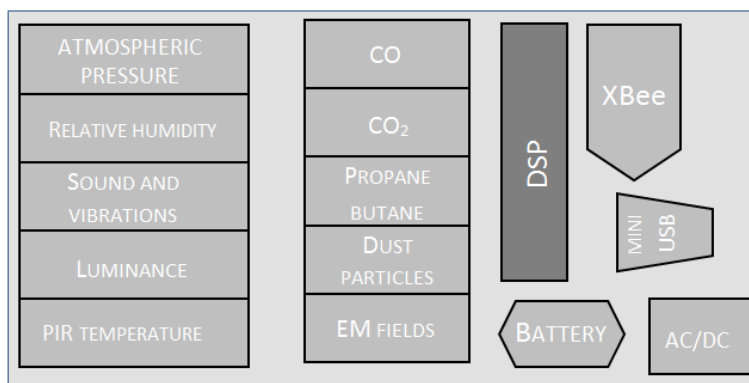 ATMOSPHERIC
PRESSURE
RELATIVE HUMIDITY
SOUND AND
VIBRATIONS
LUMINANCE
PIR TEMPERATURE
CO
CO₂
PROPANE
BUTANE
DUST
PARTICLES
EM FIELDS
DSP
XBee
MINI
USB
BATTERY
AC/DC